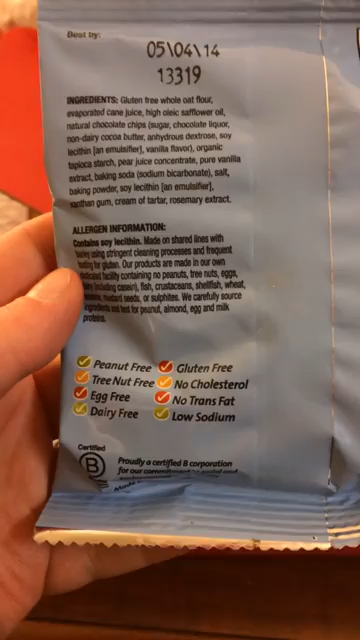 Best by:
05\04\14
13319
INGREDIENTS: Gluten free whole oat flour,
evaporated cane juice, high oleic safflower oil,
natural chocolate chips (sugar, chocolate liquor,
non-dairy cocoa butter, anhydrous dextrose, soy
lecithin [an emulsifier], vanilla flavor), organic
tapioca starch, pear juice concentrate, pure vanilla
extract, baking soda (sodium bicarbonate), salt,
baking powder, soy lecithin [an emulsifier],
xanthan gum, cream of tartar, rosemary extract.
ALLERGEN INFORMATION:
Contains soy lecithin. Made on shared lines with
barley using stringent cleaning processes and frequent
testing for gluten. Our products are made in our own
dedicated facility containing no peanuts, tree nuts, eggs,
dairy (including casein), fish, crustaceans, shellfish, wheat,
mustard seeds, or sulphites. We carefully source
ingredients and test for peanut, almond, egg and milk
proteins.
Peanut Free Gluten Free
Tree Nut Free No Cholesterol
Egg Free No Trans Fat
Dairy Free Low Sodium
Certified
B
Proudly a certified B corporation
for our
Made